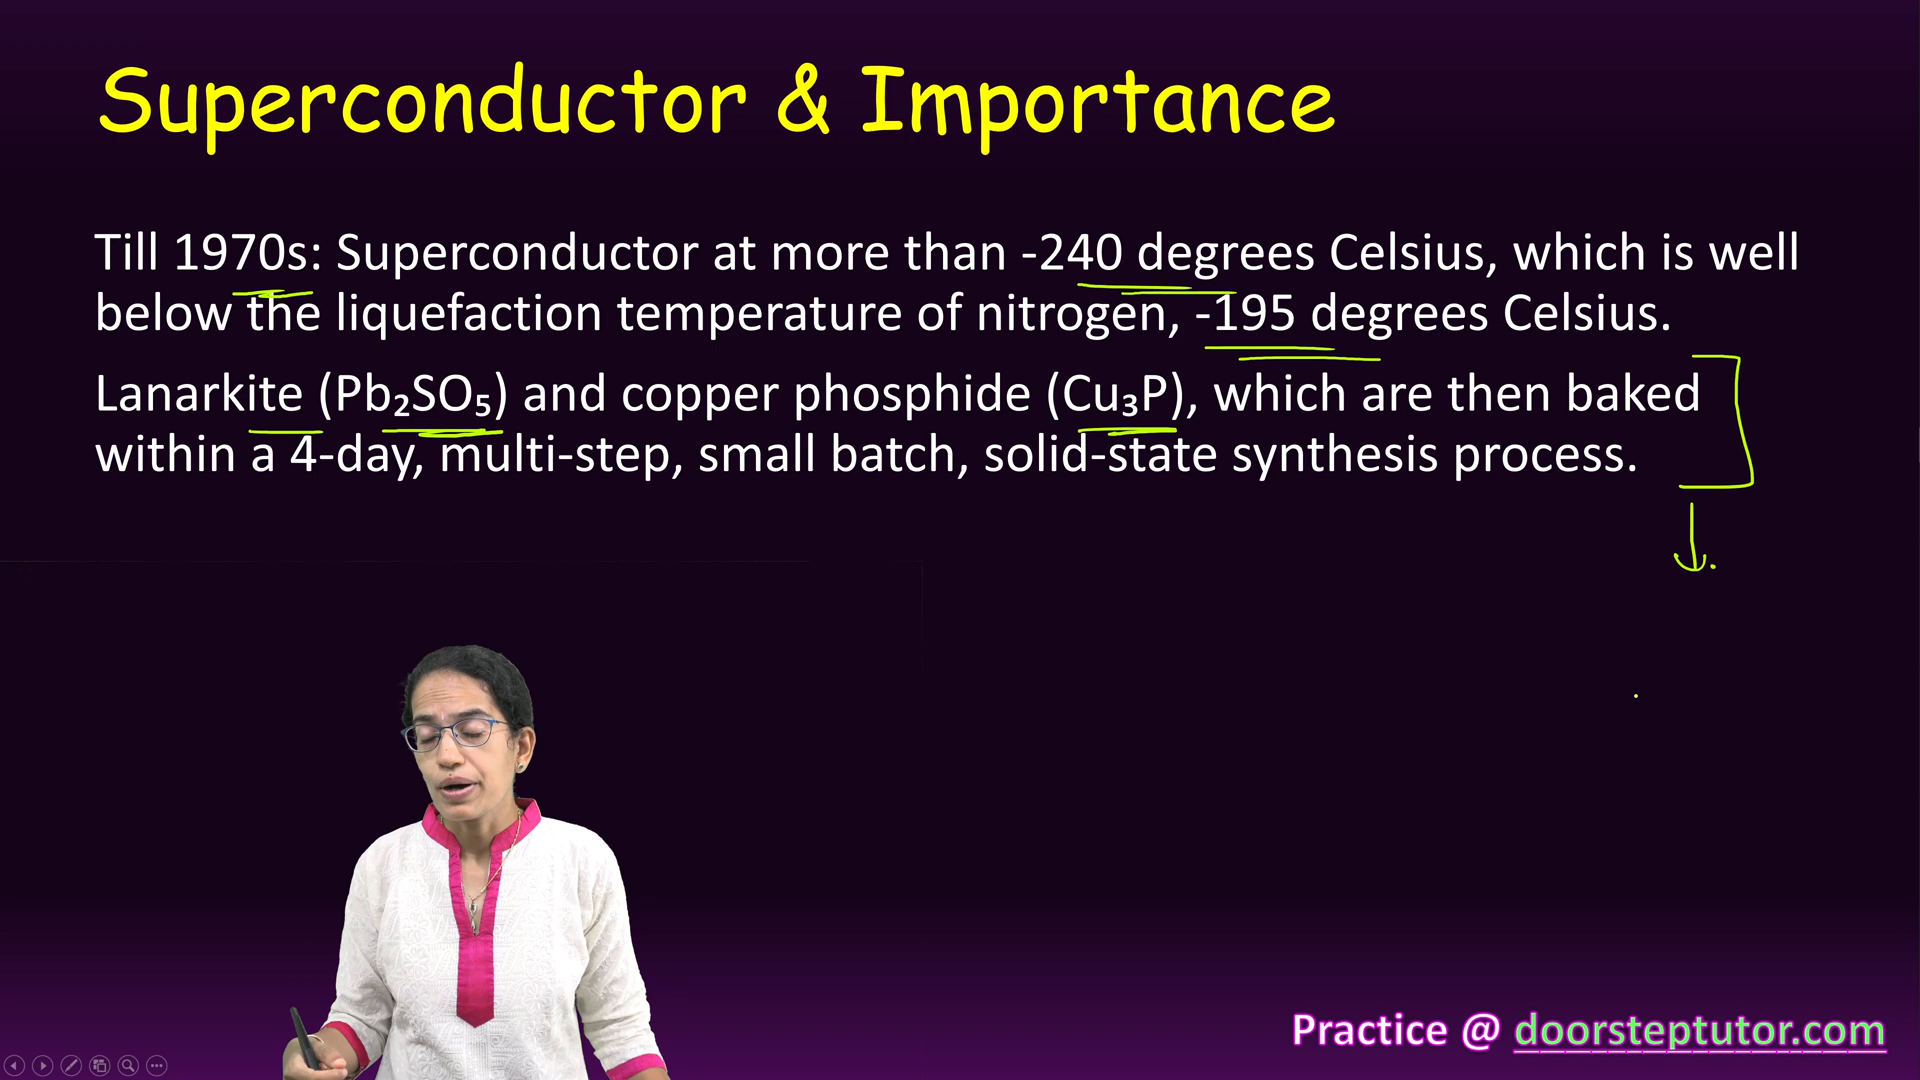 Superconductor & Importance
Till 1970s: Superconductor at more than -240 degrees Celsius, which is well
below the liquefaction temperature of nitrogen, -195 degrees Celsius.
Lanarkite (Pb₂SO₅) and copper phosphide (Cu₃P), which are then baked
within a 4-day, multi-step, small batch, solid-state synthesis process.
Practice @ doorsteptutor.com